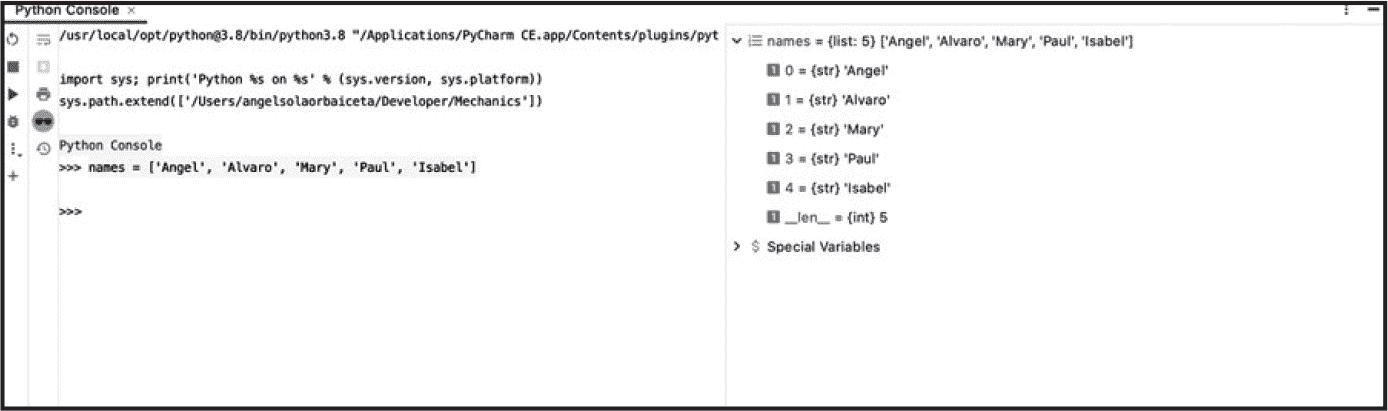 Python Console ×
/usr/local/opt/python@3.8/bin/python3.8 "/Applications/PyCharm CE.app/Contents/plugins/pyt
import sys; print('Python %s on %s' % (sys.version, sys.platform))
sys.path.extend(['/Users/angelsolaorbaiceta/Developer/Mechanics'])
Python Console
>>> names = ['Angel', 'Alvaro', 'Mary', 'Paul', 'Isabel']
>>>
names = {list: 5} ['Angel', 'Alvaro', 'Mary', 'Paul', 'Isabel']
0 = {str} 'Angel'
1 = {str} 'Alvaro'
2 = {str} 'Mary'
3 = {str} 'Paul'
4 = {str} 'Isabel'
__len__ = {int} 5
Special Variables